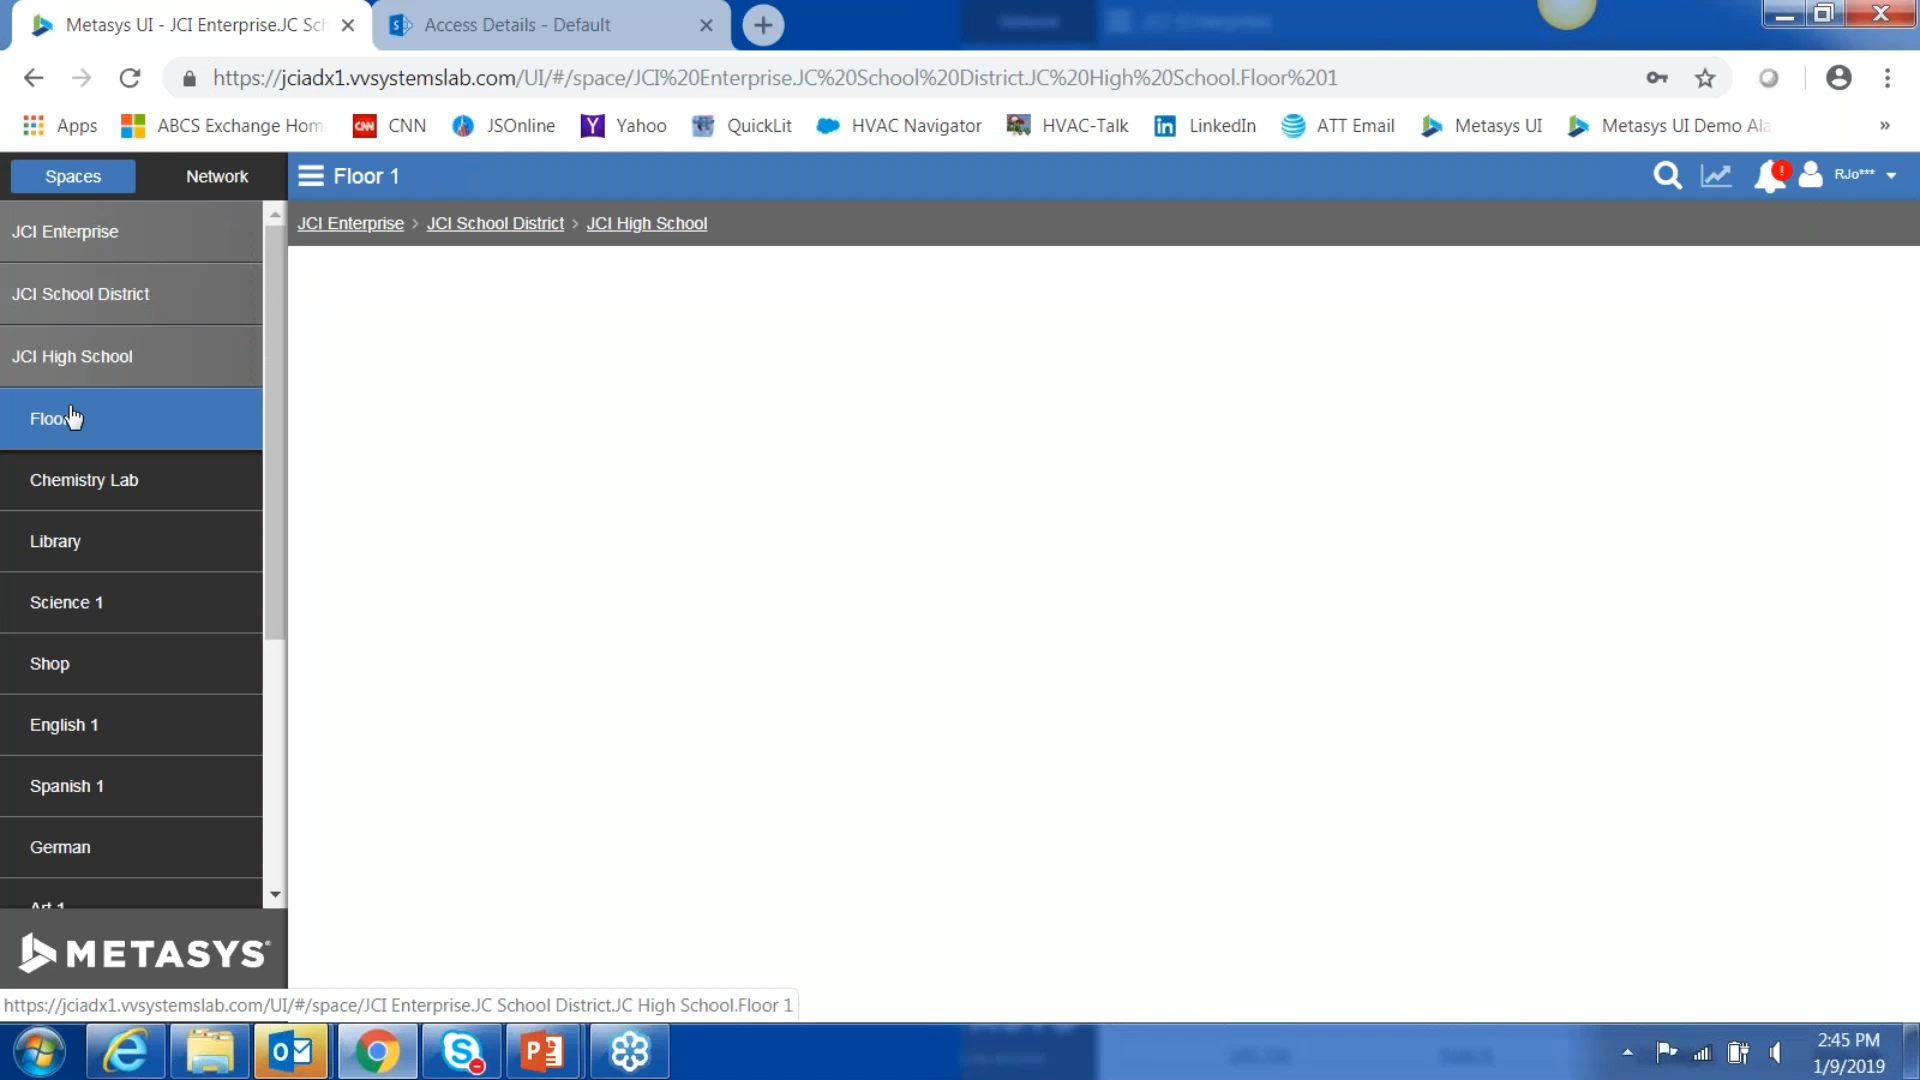 Metasys UI - JCI Enterprise.JC Sch
Access Details - Default
https://jciadx1.vvsystemslab.com/UI/#/space/JCI%20Enterprise.JC%20School%20District.JC%20High%20School.Floor%201
Apps
ABCS Exchange Hom
CNN
JSOnline
Yahoo
QuickLit
HVAC Navigator
HVAC-Talk
LinkedIn
ATT Email
Metasys UI
Metasys UI Demo Ala
»
Spaces
Network
Floor 1
RJo***
JCI Enterprise > JCI School District > JCI High School
JCI Enterprise
JCI School District
JCI High School
Floor
Chemistry Lab
Library
Science 1
Shop
English 1
Spanish 1
German
Art 1
METASYS
https://jciadx1.vvsystemslab.com/UI/#/space/JCI Enterprise.JC School District.JC High School.Floor 1
2:45 PM
1/9/2019